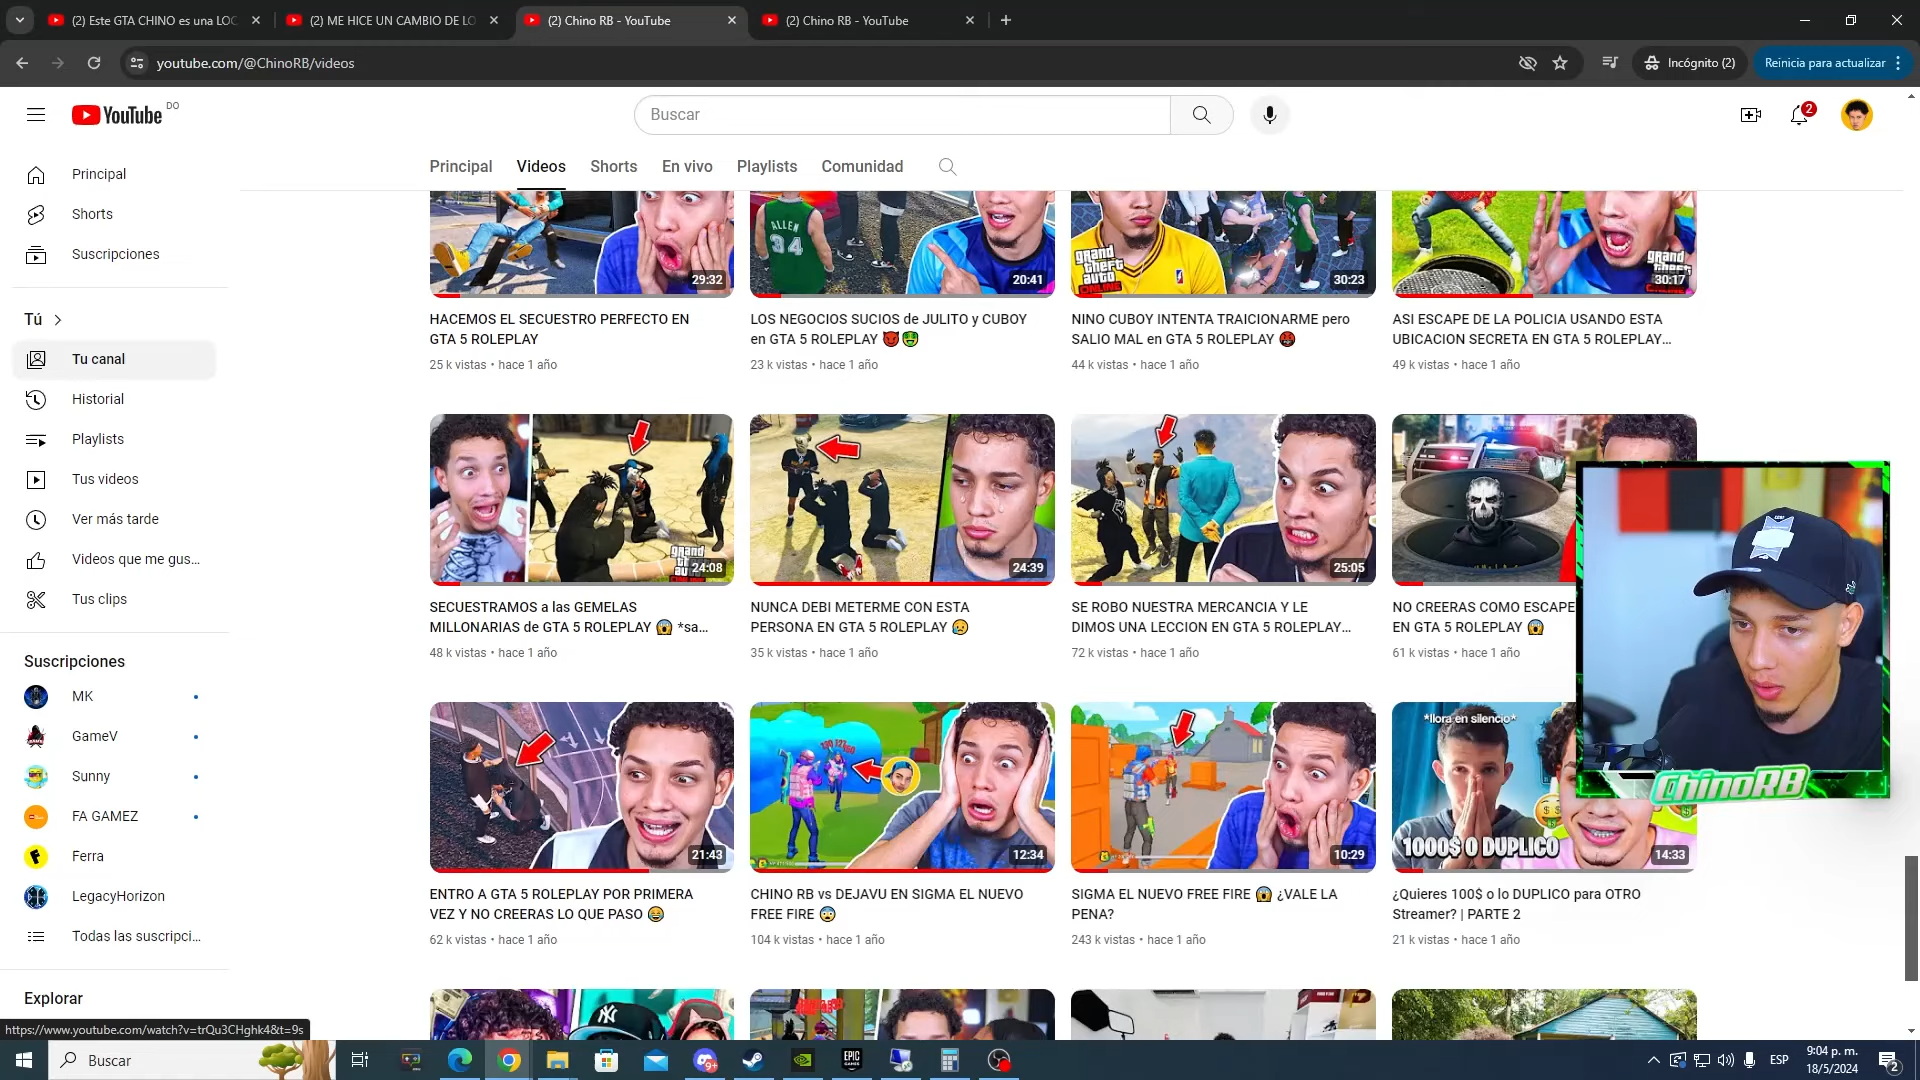 (2) Este GTA CHINO es una LOC
(2) ME HICE UN CAMBIO DE LO
(2) Chino RB - YouTube
(2) Chino RB - YouTube
youtube.com/@ChinoRB/videos
Incógnito (2)
Reinicia para actualizar
YouTube DO
Buscar
2
Principal
Videos
Shorts
En vivo
Playlists
Comunidad
Principal
Shorts
Suscripciones
Tú
Tu canal
Historial
Playlists
Tus videos
Ver más tarde
Videos que me gus...
Tus clips
Suscripciones
MK
GameV
Sunny
FA GAMEZ
Ferra
LegacyHorizon
Todas las suscripci...
Explorar
29:32
HACEMOS EL SECUESTRO PERFECTO EN
GTA 5 ROLEPLAY
25 k vistas • hace 1 año
ALLEN
34
20:41
LOS NEGOCIOS SUCIOS de JULITO y CUBOY
en GTA 5 ROLEPLAY 😈🤑
23 k vistas • hace 1 año
grand
theft
auto
ONLINE
30:23
NINO CUBOY INTENTA TRAICIONARME pero
SALIO MAL en GTA 5 ROLEPLAY 🤬
44 k vistas • hace 1 año
grand
theft
30:17
ASI ESCAPE DE LA POLICIA USANDO ESTA
UBICACION SECRETA EN GTA 5 ROLEPLAY...
49 k vistas • hace 1 año
grand
24:08
SECUESTRAMOS a las GEMELAS
MILLONARIAS de GTA 5 ROLEPLAY 😱 *sa...
48 k vistas • hace 1 año
24:39
NUNCA DEBI METERME CON ESTA
PERSONA EN GTA 5 ROLEPLAY 😥
35 k vistas • hace 1 año
25:05
SE ROBO NUESTRA MERCANCIA Y LE
DIMOS UNA LECCION EN GTA 5 ROLEPLAY...
72 k vistas • hace 1 año
NO CREERAS COMO ESCAPE
EN GTA 5 ROLEPLAY 😱
61 k vistas • hace 1 año
ChinoRB
21:43
ENTRO A GTA 5 ROLEPLAY POR PRIMERA
VEZ Y NO CREERAS LO QUE PASO 😂
62 k vistas • hace 1 año
12:34
CHINO RB vs DEJAVU EN SIGMA EL NUEVO
FREE FIRE 😨
104 k vistas • hace 1 año
10:29
SIGMA EL NUEVO FREE FIRE 😱 ¿VALE LA
PENA?
243 k vistas • hace 1 año
*llora en silencio*
1000$ O DUPLICO
14:33
¿Quieres 100$ o lo DUPLICO para OTRO
Streamer? | PARTE 2
21 k vistas • hace 1 año
https://www.youtube.com/watch?v=trQu3CHghk4&t=9s
Buscar
9+
EPIC
GAMES
ESP
9:04 p. m.
18/5/2024
2